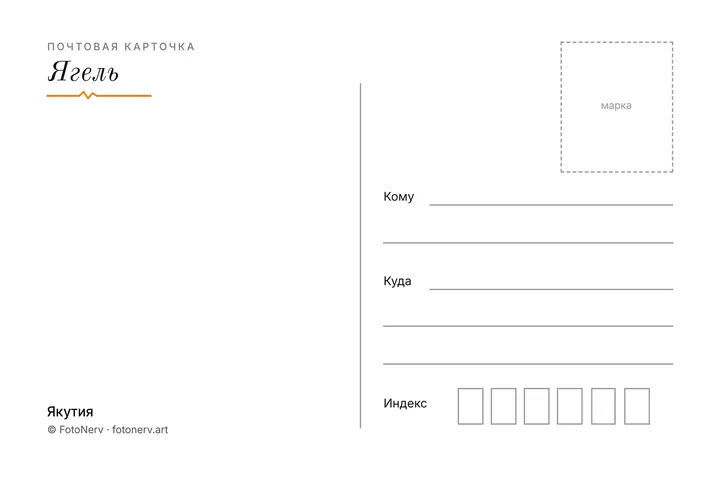 ПОЧТОВАЯ КАРТОЧКА
Ягель
марка
Кому
Куда
Индекс
Якутия
© FotoNerv · fotonerv.art